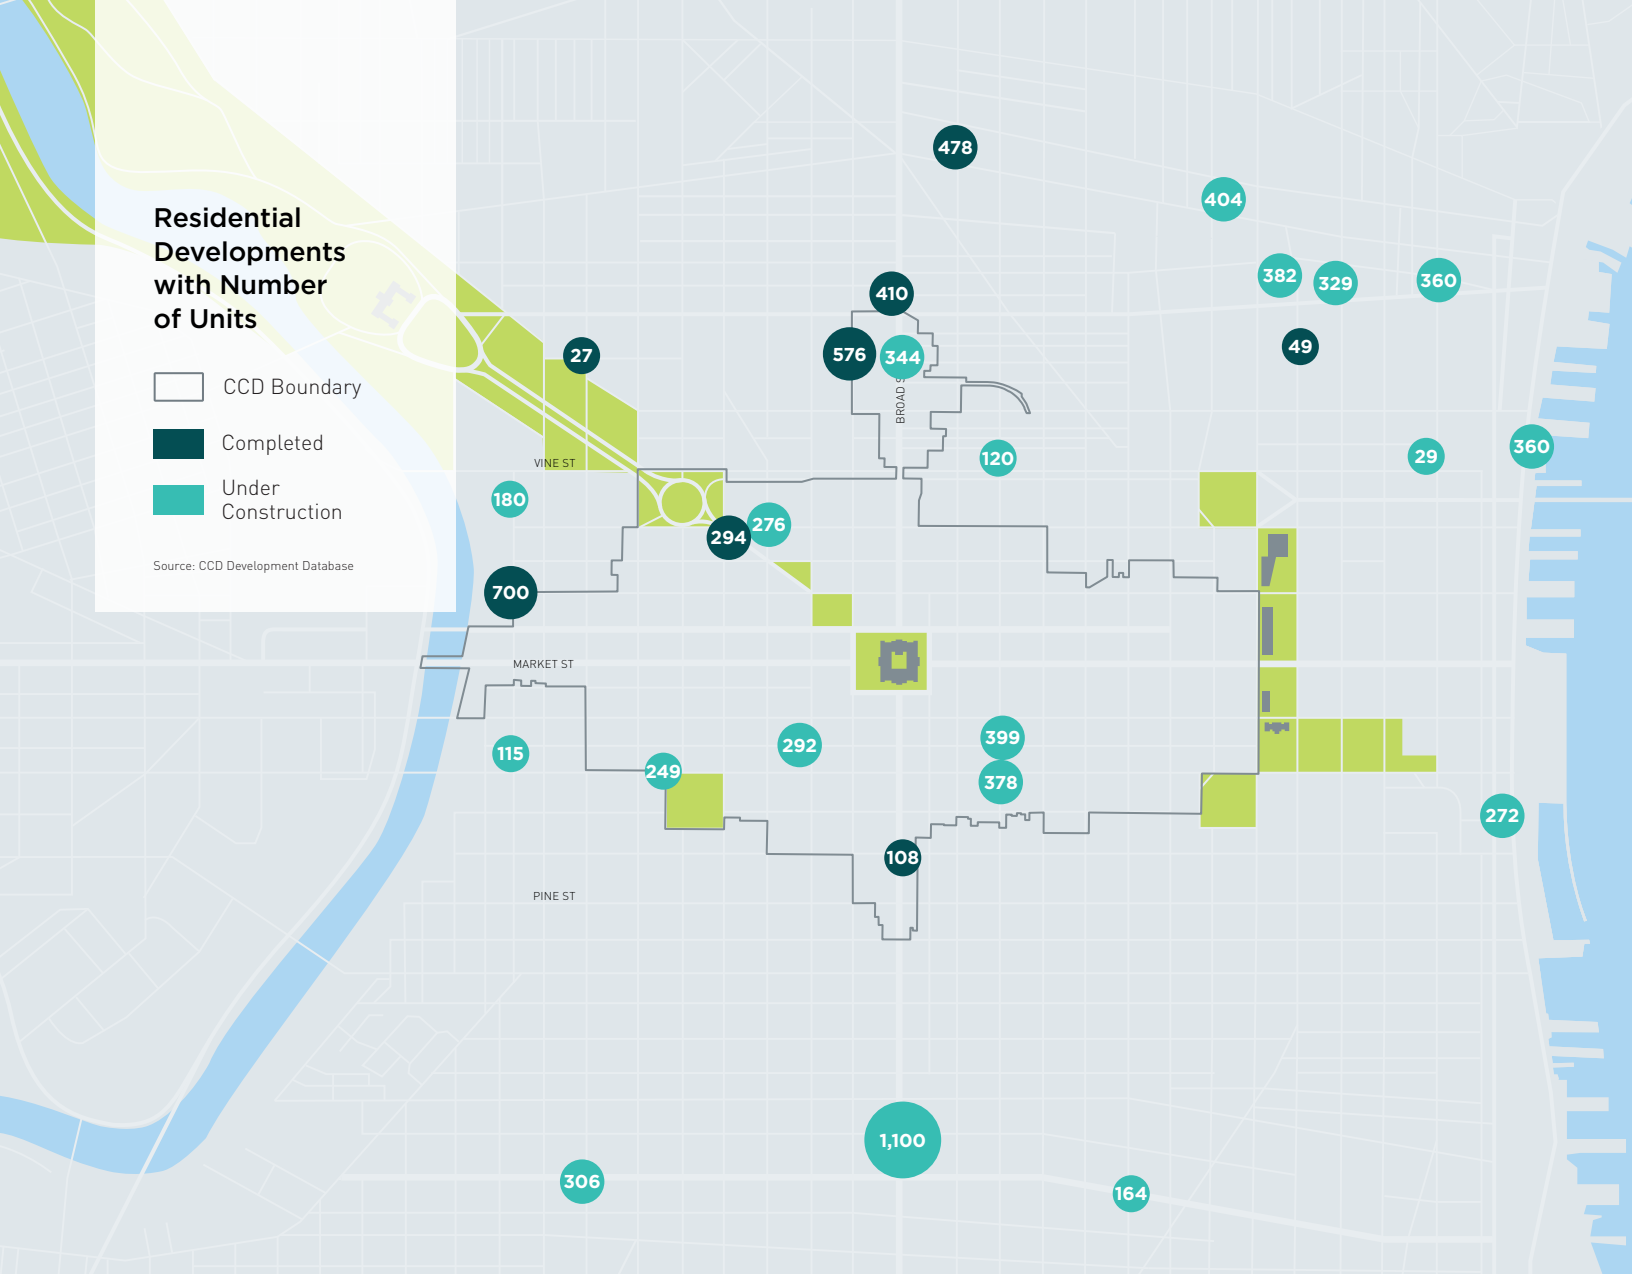 Residential
Developments
with Number
of Units
CCD Boundary
Completed
Under
Construction
Source: CCD Development Database
478
404
382
329
360
410
576
344
27
49
BROAD S
120
29
360
VINE ST
180
276
294
700
MARKET ST
115
249
292
399
378
272
108
PINE ST
1,100
306
164